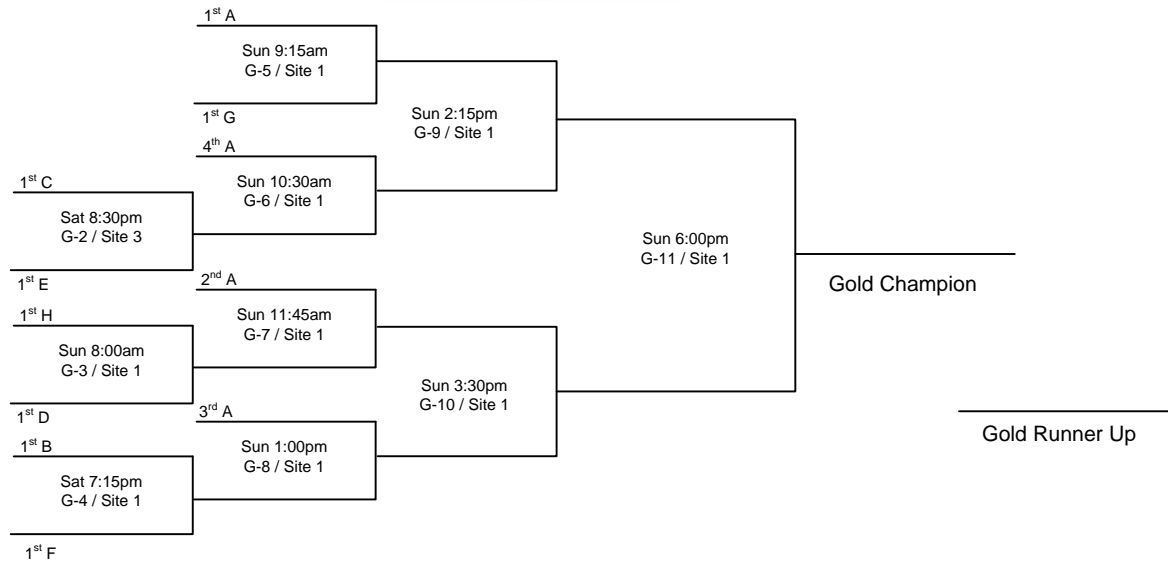 1st A
Sun 9:15am
G-5 / Site 1
1st G
Sun 2:15pm
G-9 / Site 1
4th A
Sun 10:30am
G-6 / Site 1
1st C
Sat 8:30pm
G-2 / Site 3
1st E
Sun 6:00pm
G-11 / Site 1
Gold Champion
2nd A
Sun 11:45am
G-7 / Site 1
1st H
Sun 8:00am
G-3 / Site 1
1st D
Sun 3:30pm
G-10 / Site 1
3rd A
Sun 1:00pm
G-8 / Site 1
Gold Runner Up
1st B
Sat 7:15pm
G-4 / Site 1
1st F